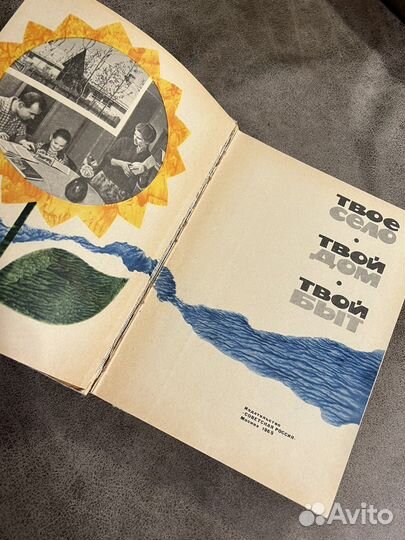 ТВОЕ
СЕЛО
•
ТВОЙ
ДОМ
•
ТВОЙ
БЫТ
Издательство
«СОВЕТСКАЯ РОССИЯ»
Москва 1965
Avito